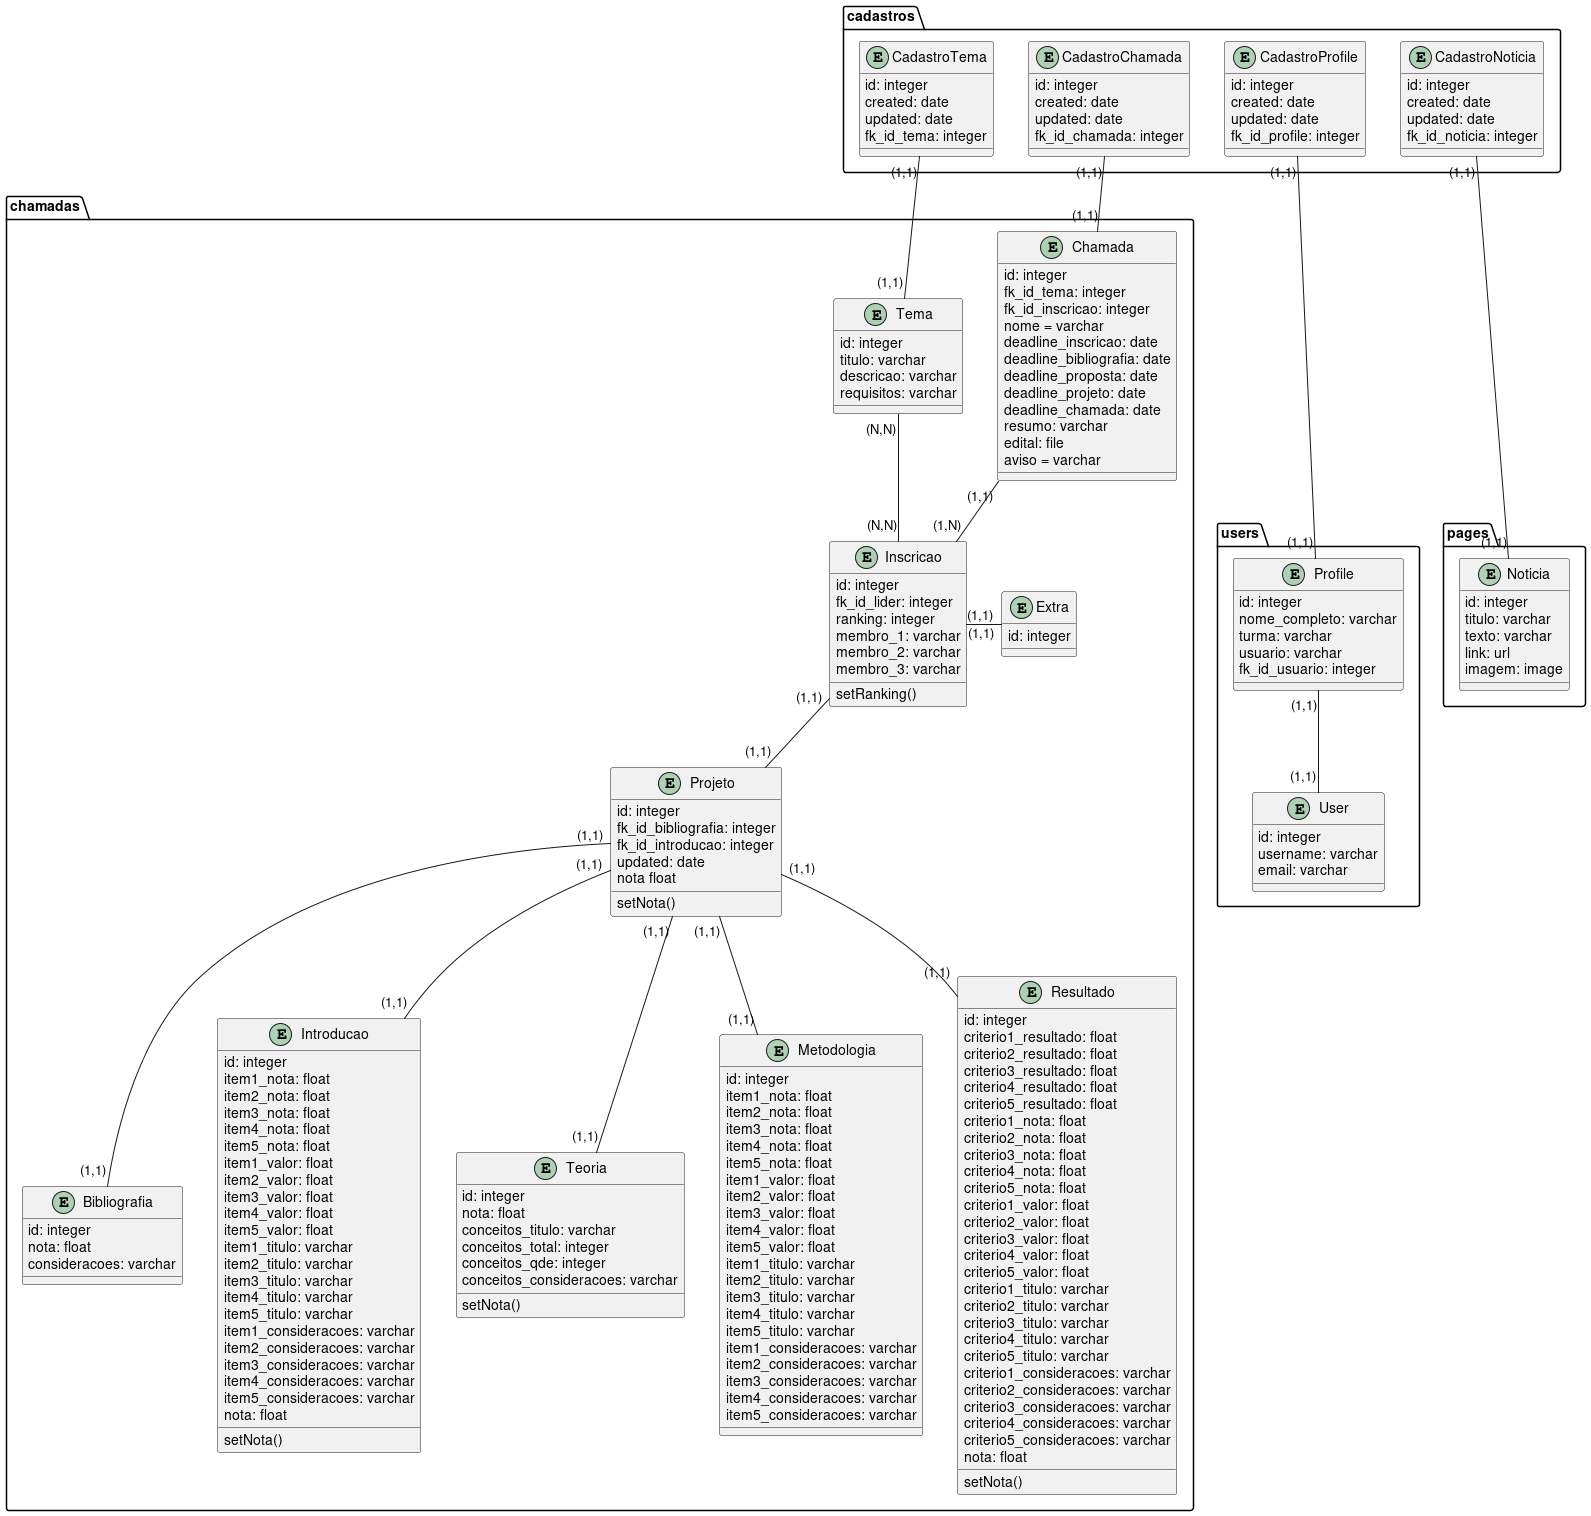 cadastros
E CadastroTema
id: integer
created: date
updated: date
fk_id_tema: integer
E CadastroChamada
id: integer
created: date
updated: date
fk_id_chamada: integer
E CadastroProfile
id: integer
created: date
updated: date
fk_id_profile: integer
E CadastroNoticia
id: integer
created: date
updated: date
fk_id_noticia: integer
(1,1)
(1,1)
(1,1)
(1,1)
chamadas
(1,1)
(1,1)
E Chamada
id: integer
fk_id_tema: integer
fk_id_inscricao: integer
nome = varchar
deadline_inscricao: date
deadline_bibliografia: date
deadline_proposta: date
deadline_projeto: date
deadline_chamada: date
resumo: varchar
edital: file
aviso = varchar
E Tema
id: integer
titulo: varchar
descricao: varchar
requisitos: varchar
(N,N)
(1,1)
(N,N)
(1,N)
E Inscricao
id: integer
fk_id_lider: integer
ranking: integer
membro_1: varchar
membro_2: varchar
membro_3: varchar
setRanking()
(1,1)
(1,1)
E Extra
id: integer
users
(1,1)
E Profile
id: integer
nome_completo: varchar
turma: varchar
usuario: varchar
fk_id_usuario: integer
(1,1)
(1,1)
E User
id: integer
username: varchar
email: varchar
pages
(1,1)
E Noticia
id: integer
titulo: varchar
texto: varchar
link: url
imagem: image
(1,1)
(1,1)
E Projeto
id: integer
fk_id_bibliografia: integer
fk_id_introducao: integer
updated: date
nota float
setNota()
(1,1)
(1,1)
(1,1)
(1,1)
(1,1)
(1,1)
(1,1)
(1,1)
(1,1)
(1,1)
E Bibliografia
id: integer
nota: float
consideracoes: varchar
E Introducao
id: integer
item1_nota: float
item2_nota: float
item3_nota: float
item4_nota: float
item5_nota: float
item1_valor: float
item2_valor: float
item3_valor: float
item4_valor: float
item5_valor: float
item1_titulo: varchar
item2_titulo: varchar
item3_titulo: varchar
item4_titulo: varchar
item5_titulo: varchar
item1_consideracoes: varchar
item2_consideracoes: varchar
item3_consideracoes: varchar
item4_consideracoes: varchar
item5_consideracoes: varchar
nota: float
setNota()
E Teoria
id: integer
nota: float
conceitos_titulo: varchar
conceitos_total: integer
conceitos_qde: integer
conceitos_consideracoes: varchar
setNota()
E Metodologia
id: integer
item1_nota: float
item2_nota: float
item3_nota: float
item4_nota: float
item5_nota: float
item1_valor: float
item2_valor: float
item3_valor: float
item4_valor: float
item5_valor: float
item1_titulo: varchar
item2_titulo: varchar
item3_titulo: varchar
item4_titulo: varchar
item5_titulo: varchar
item1_consideracoes: varchar
item2_consideracoes: varchar
item3_consideracoes: varchar
item4_consideracoes: varchar
item5_consideracoes: varchar
E Resultado
id: integer
criterio1_resultado: float
criterio2_resultado: float
criterio3_resultado: float
criterio4_resultado: float
criterio5_resultado: float
criterio1_nota: float
criterio2_nota: float
criterio3_nota: float
criterio4_nota: float
criterio5_nota: float
criterio1_valor: float
criterio2_valor: float
criterio3_valor: float
criterio4_valor: float
criterio5_valor: float
criterio1_titulo: varchar
criterio2_titulo: varchar
criterio3_titulo: varchar
criterio4_titulo: varchar
criterio5_titulo: varchar
criterio1_consideracoes: varchar
criterio2_consideracoes: varchar
criterio3_consideracoes: varchar
criterio4_consideracoes: varchar
criterio5_consideracoes: varchar
nota: float
setNota()